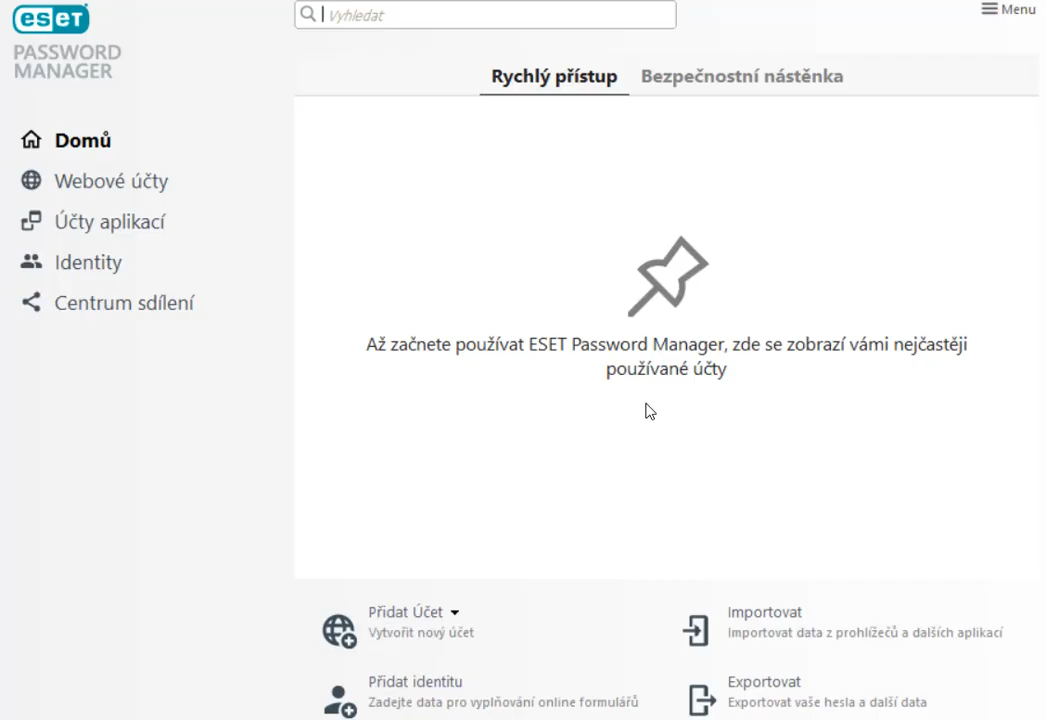 eset
PASSWORD
MANAGER
Vyhledat
Menu
Rychlý přístup
Bezpečnostní nástěnka
Domů
Webové účty
Účty aplikací
Identity
Centrum sdílení
Až začnete používat ESET Password Manager, zde se zobrazí vámi nejčastěji
používané účty
Přidat Účet
Vytvořit nový účet
Importovat
Importovat data z prohlížečů a dalších aplikací
Přidat identitu
Zadejte data pro vyplňování online formulářů
Exportovat
Exportovat vaše hesla a další data